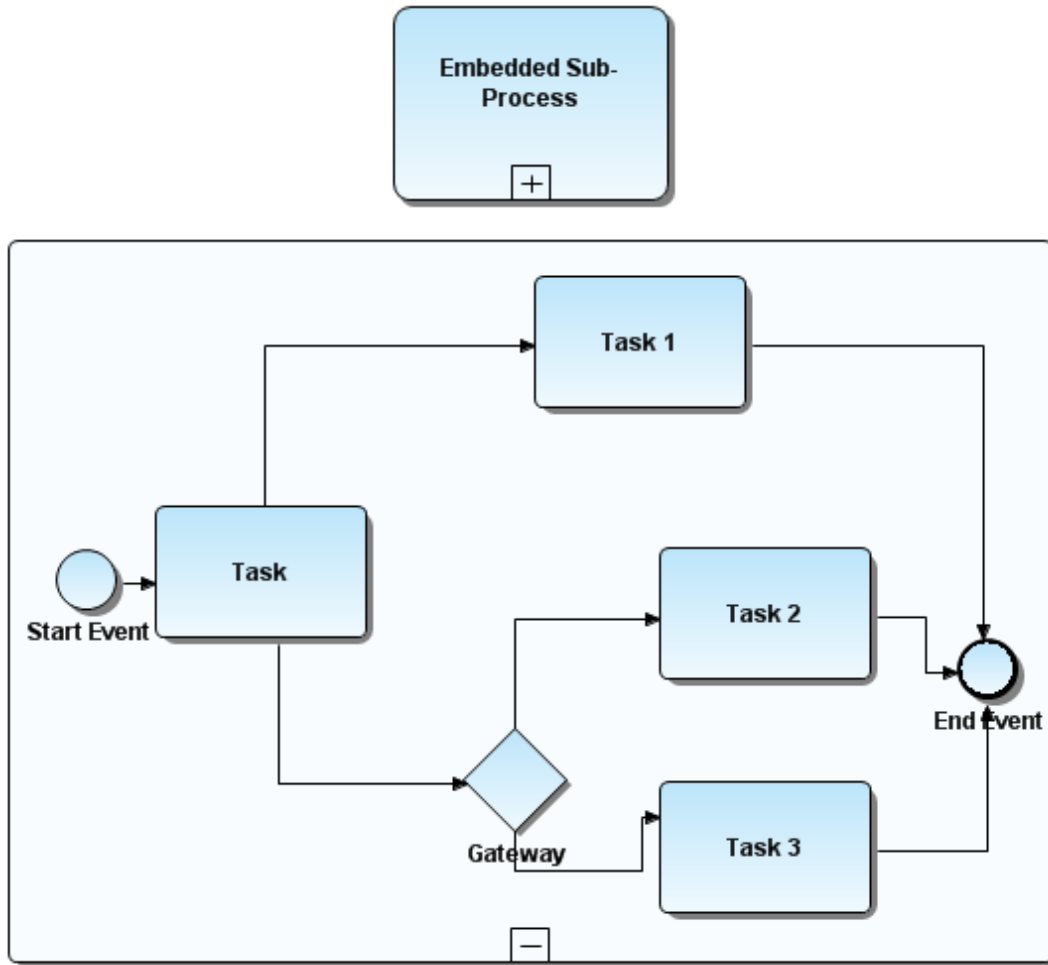 Embedded Sub-
Process
Task 1
Task
Start Event
Task 2
End Event
Gateway
Task 3